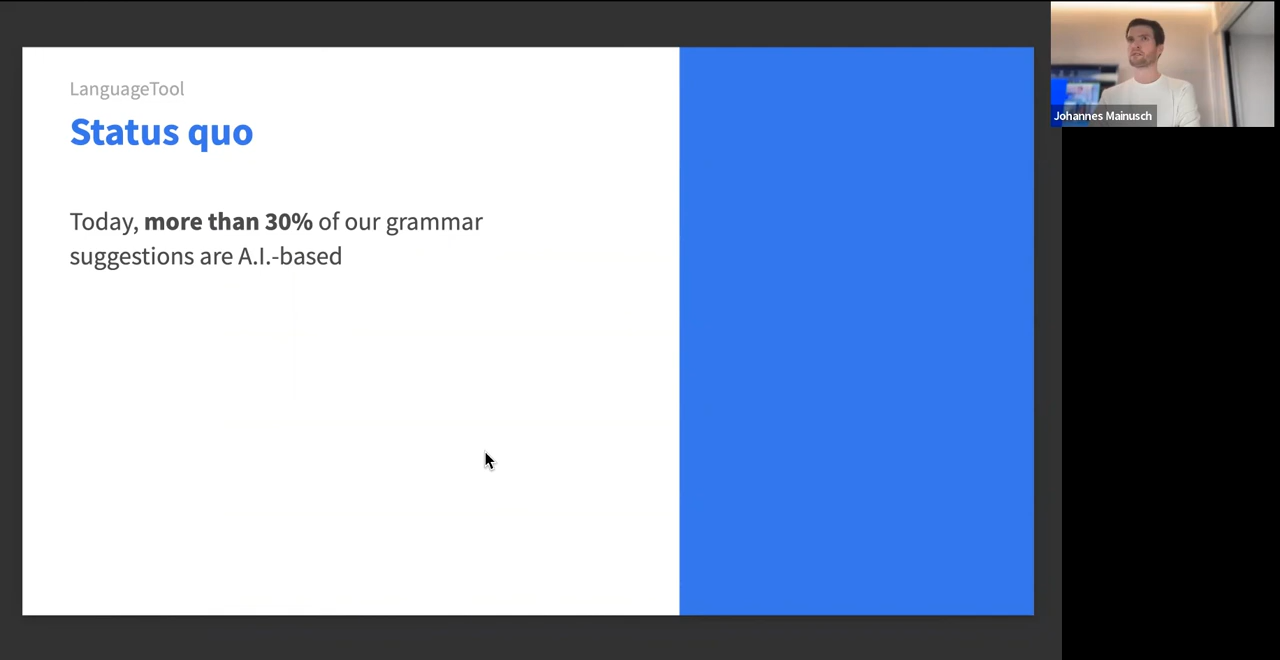 LanguageTool
Status quo
Today, more than 30% of our grammar
suggestions are A.I.-based
Johannes Mainusch